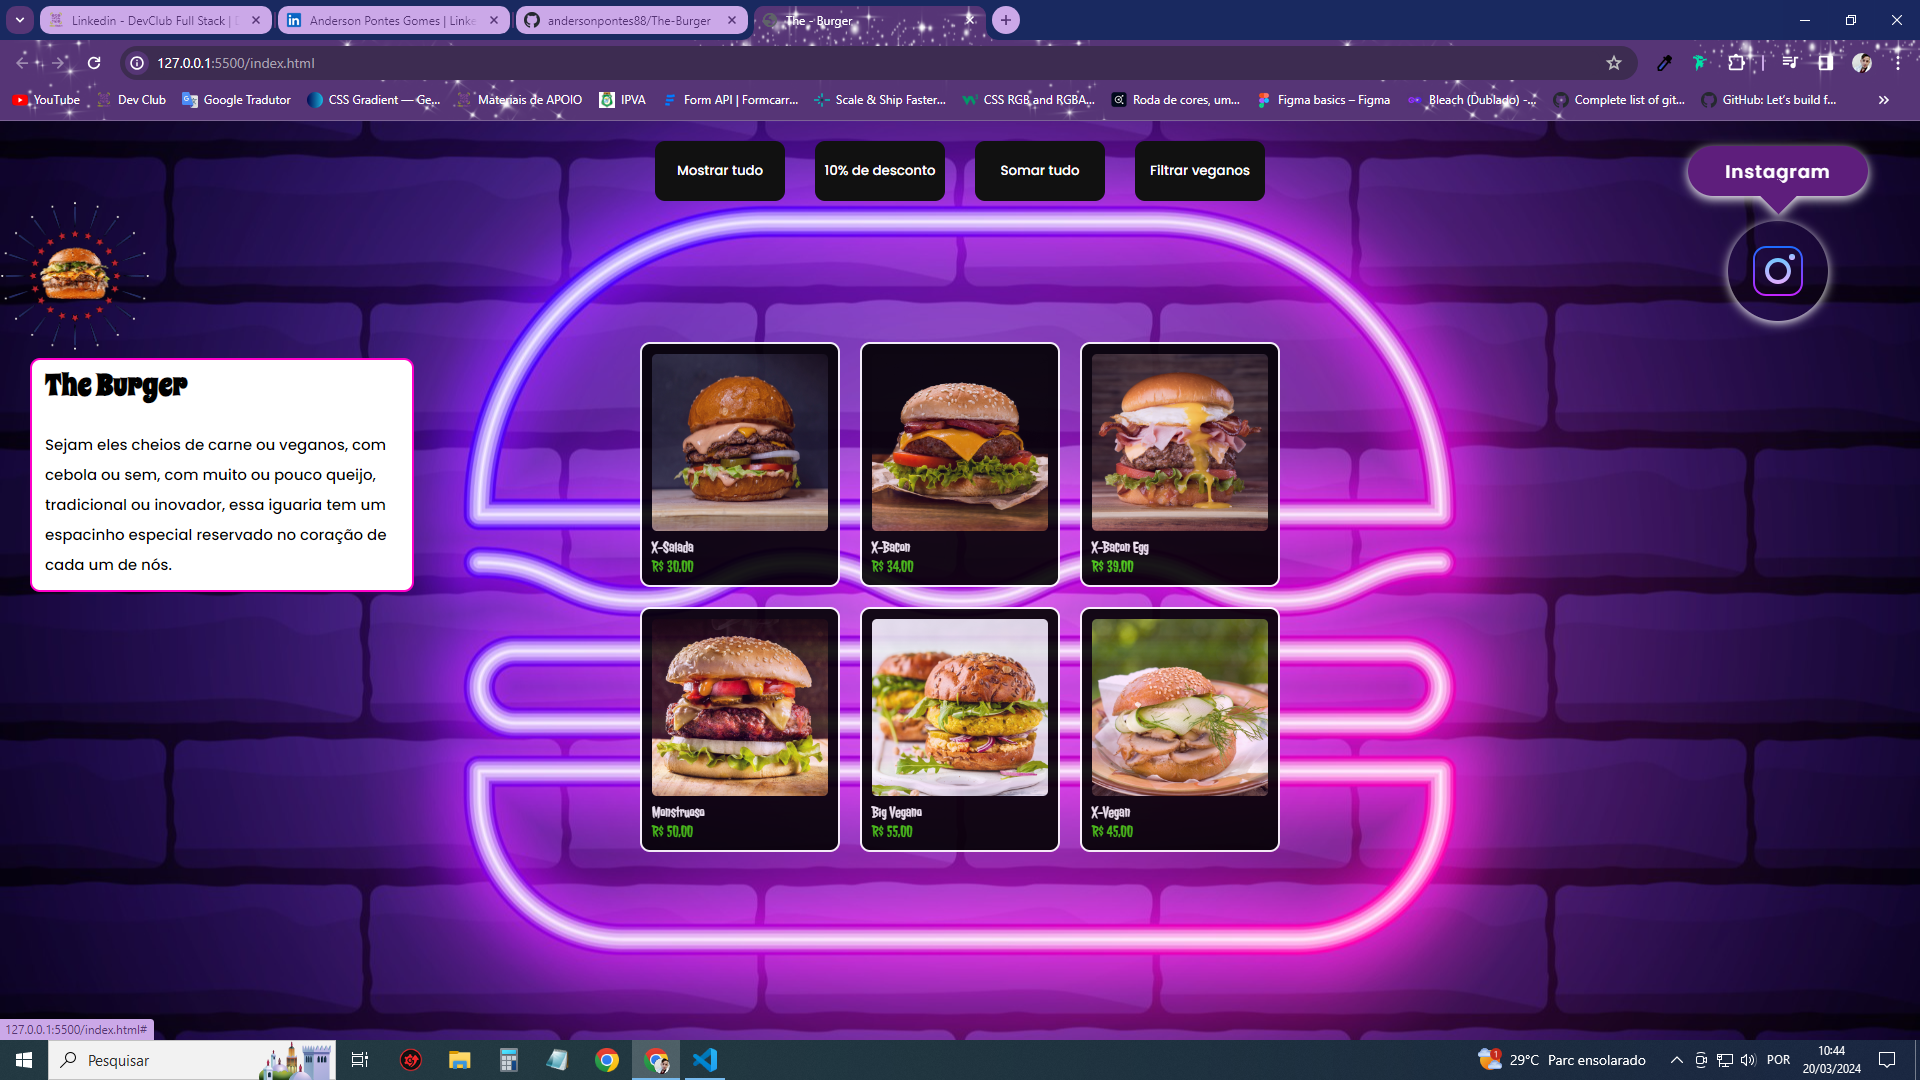 Linkedin - DevClub Full Stack | D
Anderson Pontes Gomes | Linke
andersonpontes88/The-Burger
The - Burger
127.0.0.1:5500/index.html
YouTube
Dev Club
Google Tradutor
CSS Gradient — Ge...
Materiais de APOIO
IPVA
Form API | Formcarr...
Scale & Ship Faster...
CSS RGB and RGBA...
Roda de cores, um...
Figma basics – Figma
Bleach (Dublado) -...
Complete list of git...
GitHub: Let's build f...
Mostrar tudo
10% de desconto
Somar tudo
Filtrar veganos
Instagram
The Burger
Sejam eles cheios de carne ou veganos, com
cebola ou sem, com muito ou pouco queijo,
tradicional ou inovador, essa iguaria tem um
espacinho especial reservado no coração de
cada um de nós.
X-Salada
R$ 30,00
X-Bacon
R$ 34,00
X-Bacon Egg
R$ 39,00
Monstruoso
R$ 50,00
Big Vegano
R$ 55,00
X-Vegan
R$ 45,00
127.0.0.1:5500/index.html#
Pesquisar
1
29°C Parc ensolarado
POR
10:44
20/03/2024